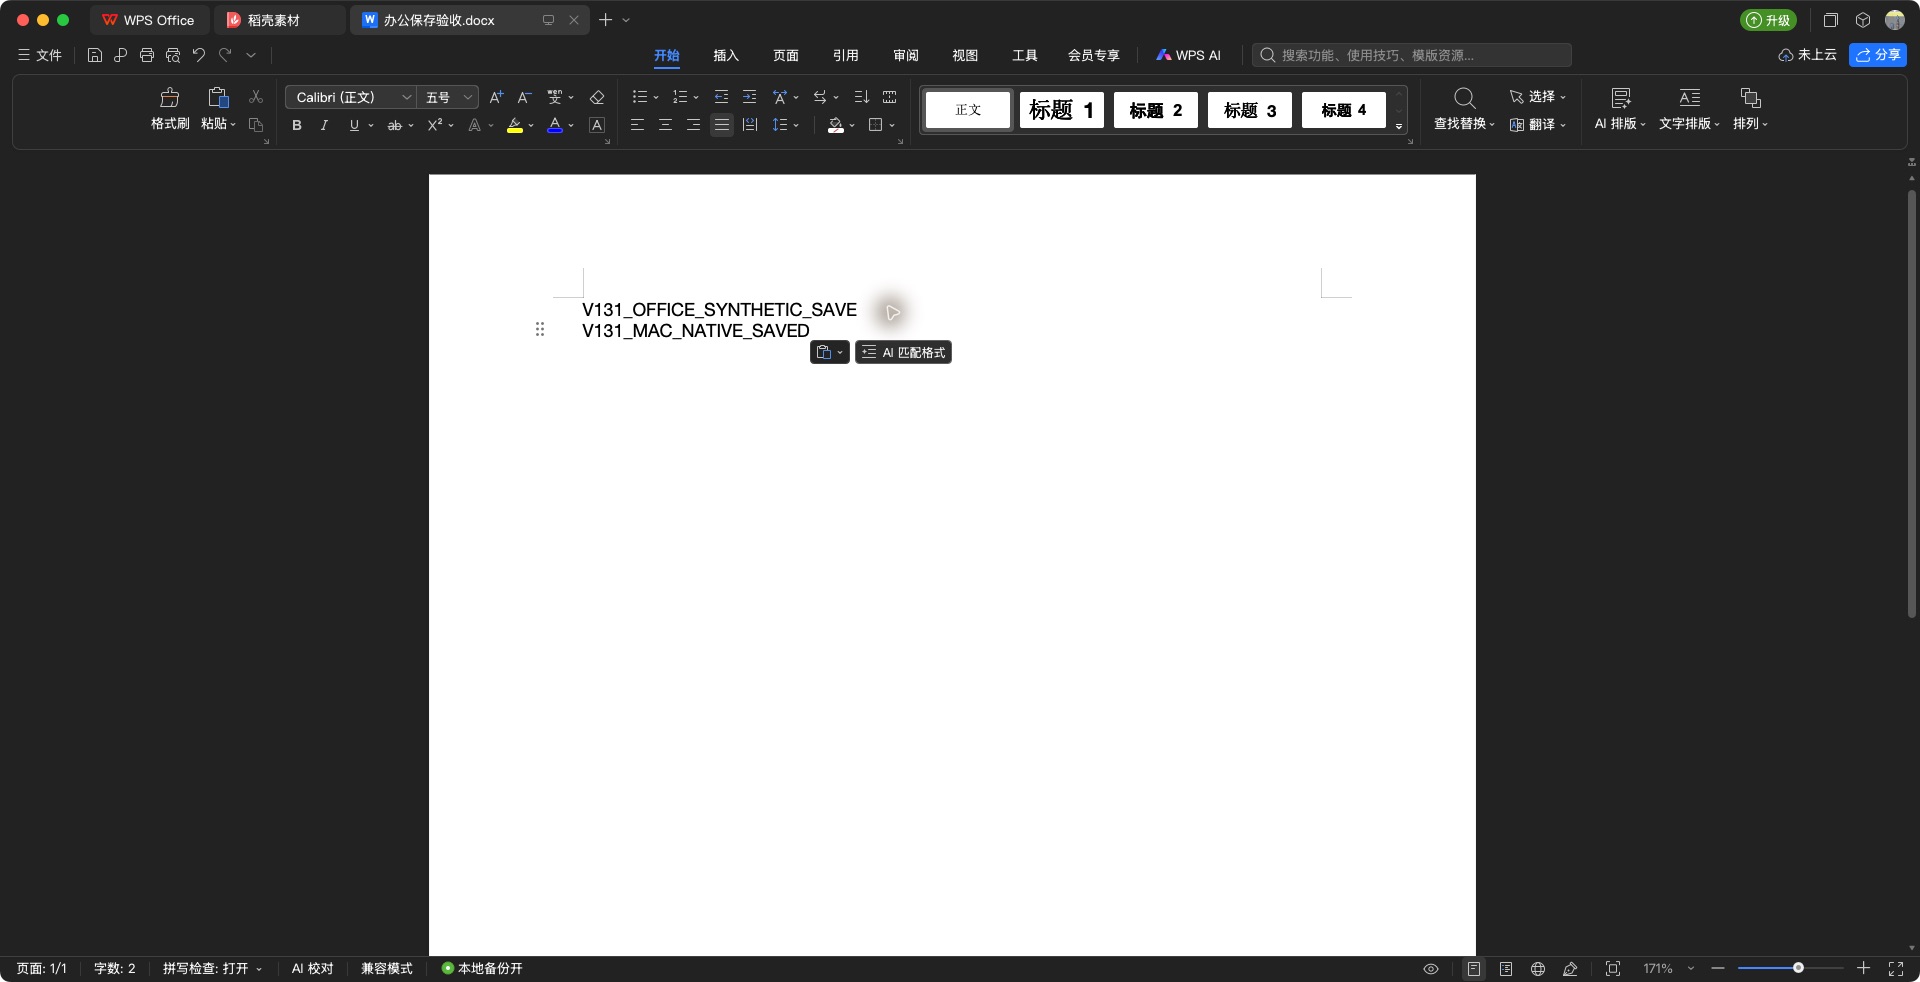 WPS Office
稻壳素材
办公保存验收.docx
升级
文件
开始
插入
页面
引用
审阅
视图
工具
会员专享
WPS AI
搜索功能、使用技巧、模版资源...
未上云
分享
格式刷
粘贴
Calibri (正文)
五号
正文
标题 1
标题 2
标题 3
标题 4
查找替换
选择
翻译
AI 排版
文字排版
排列
V131_OFFICE_SYNTHETIC_SAVE
V131_MAC_NATIVE_SAVED
AI 匹配格式
页面: 1/1
字数: 2
拼写检查: 打开
AI 校对
兼容模式
本地备份开
171%